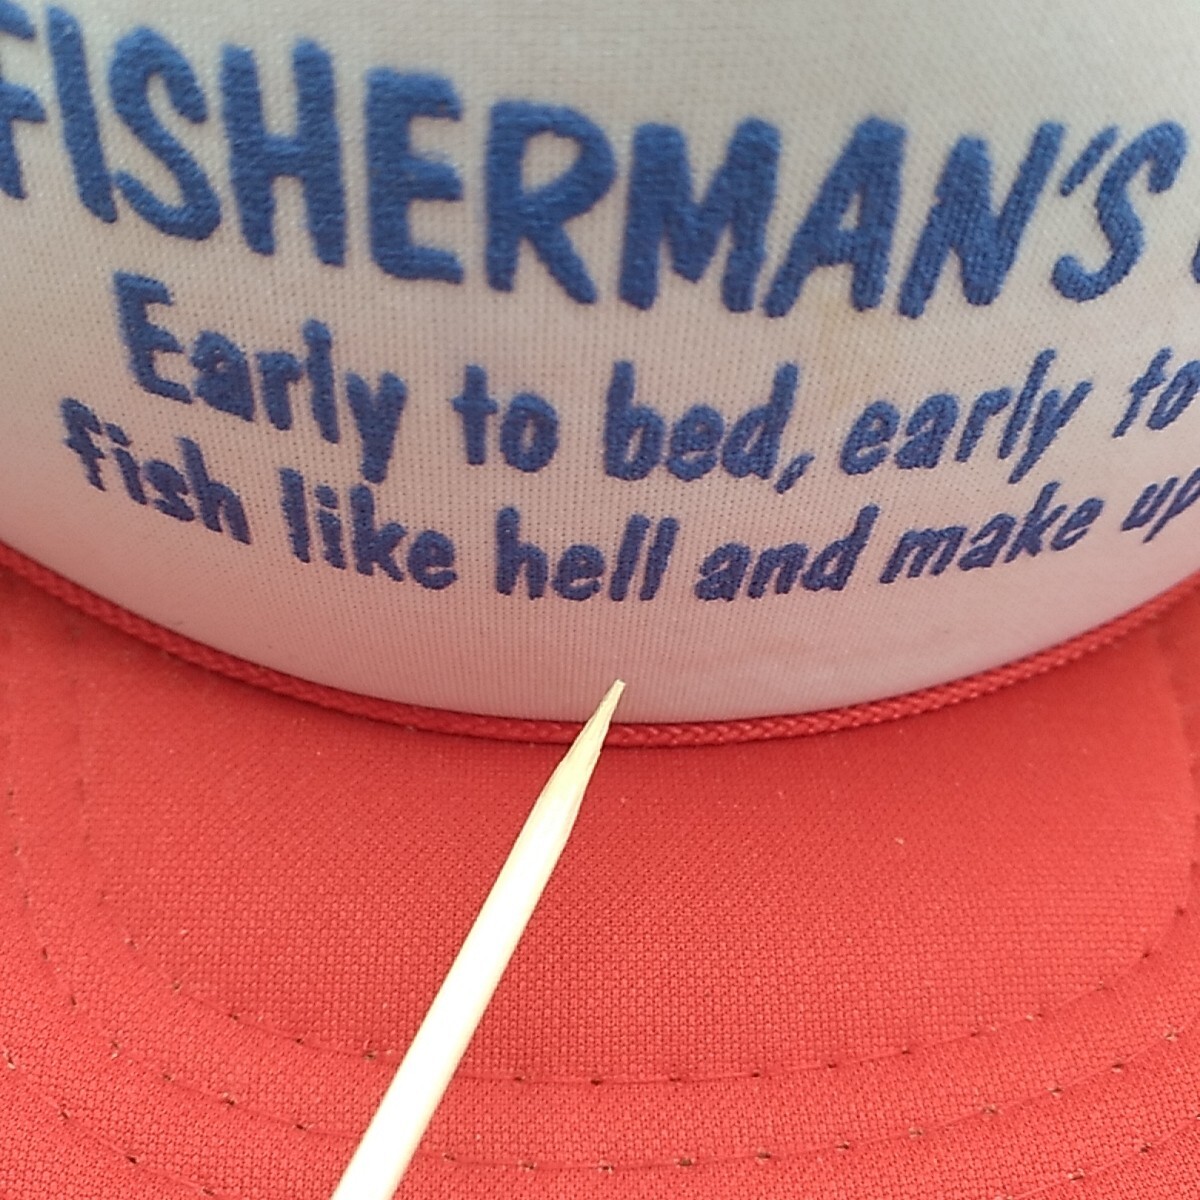 FISHERMAN'S
Early to bed, early to
fish like hell and make up